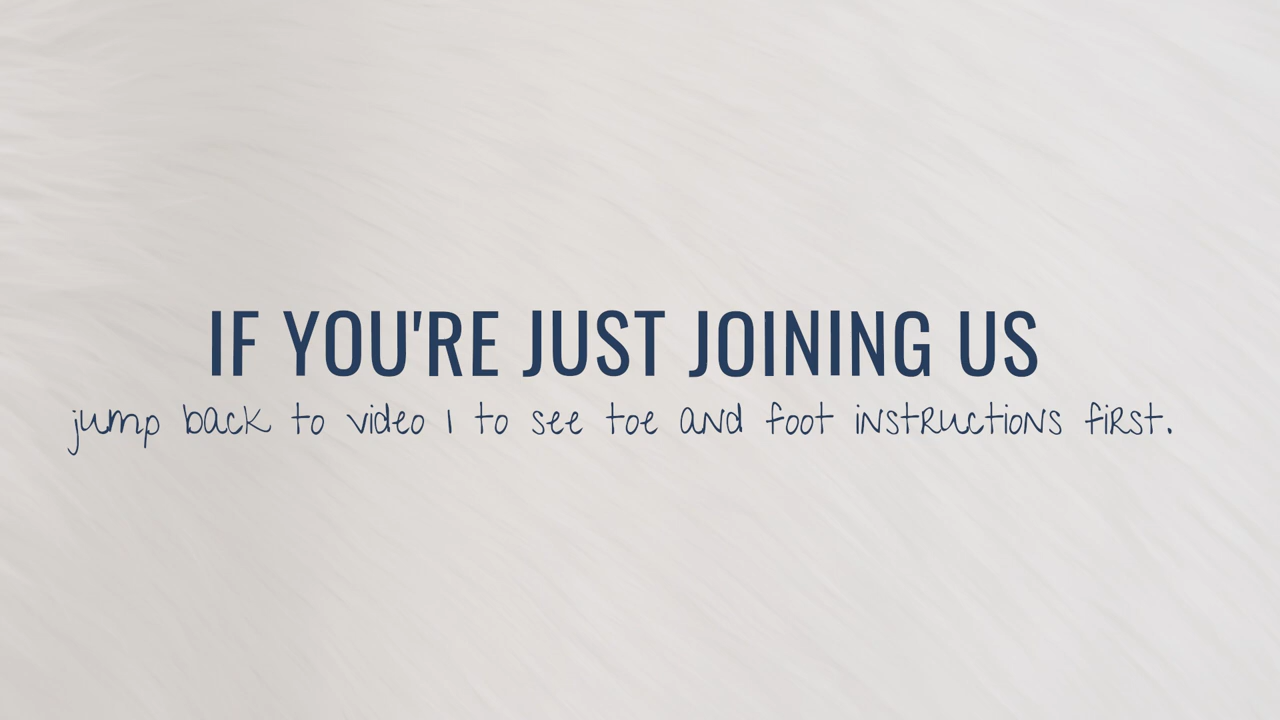 IF YOU'RE JUST JOINING US
jump back to video 1 to see toe and foot instructions first.